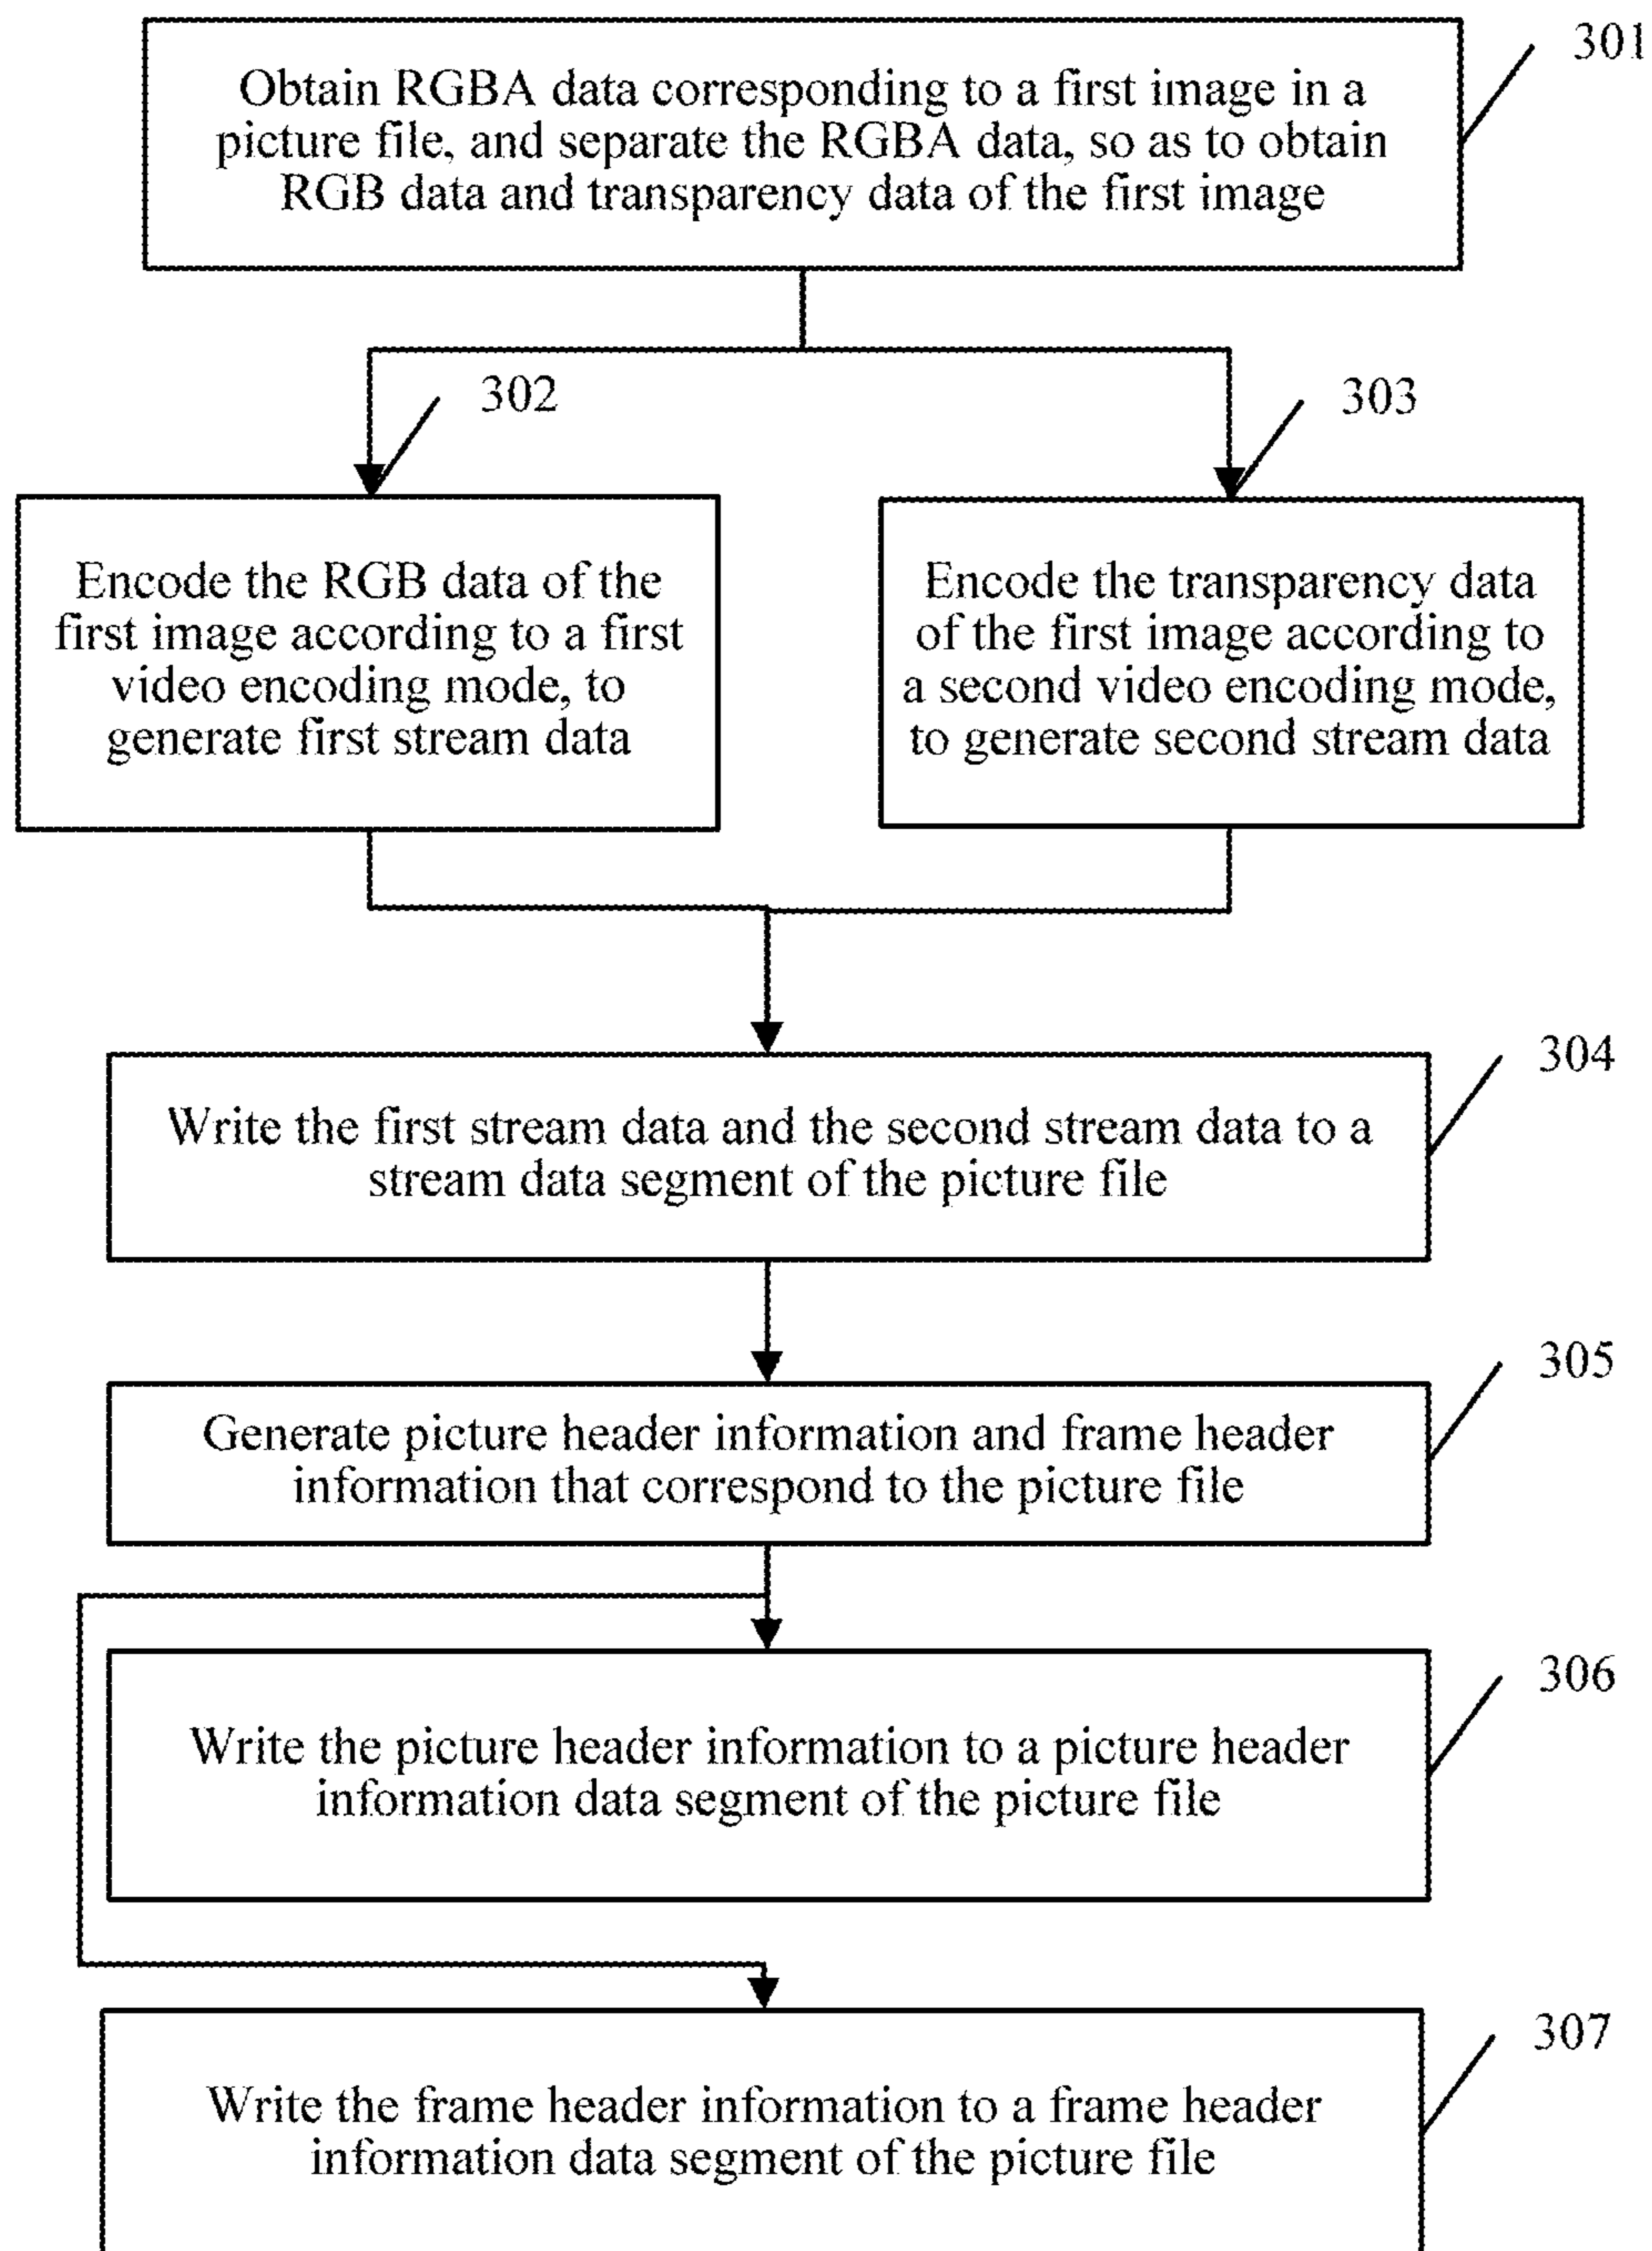 301
Obtain RGBA data corresponding to a first image in a
picture file, and separate the RGBA data, so as to obtain
RGB data and transparency data of the first image
302
303
Encode the RGB data of the
first image according to a first
video encoding mode, to
generate first stream data
Encode the transparency data
of the first image according to
a second video encoding mode,
to generate second stream data
304
Write the first stream data and the second stream data to a
stream data segment of the picture file
305
Generate picture header information and frame header
information that correspond to the picture file
306
Write the picture header information to a picture header
information data segment of the picture file
307
Write the frame header information to a frame header
information data segment of the picture file